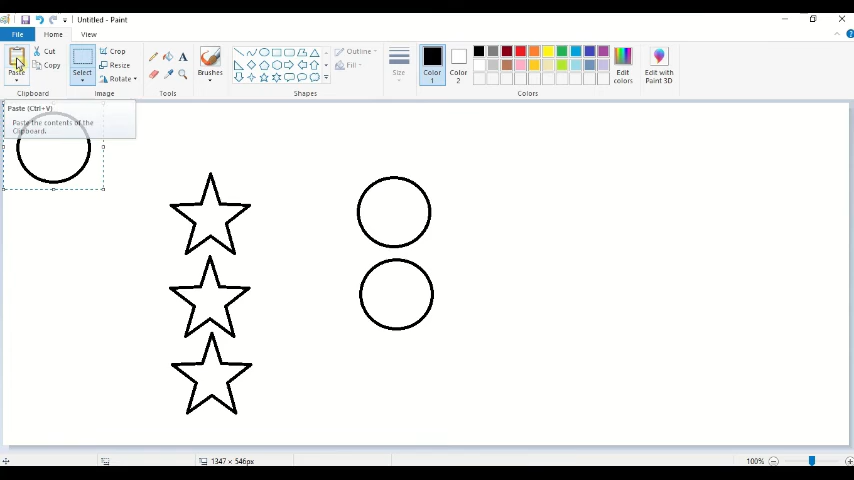 Untitled - Paint
File Home View
Paste
Cut
Copy
Clipboard
Select
Crop
Resize
Rotate
Image
A
Tools
Brushes
Shapes
Outline
Fill
Size
Color 1
Color 2
Colors
Edit colors
Edit with Paint 3D
Paste (Ctrl+V)
Paste the contents of the
Clipboard.
1347 × 546px
100%